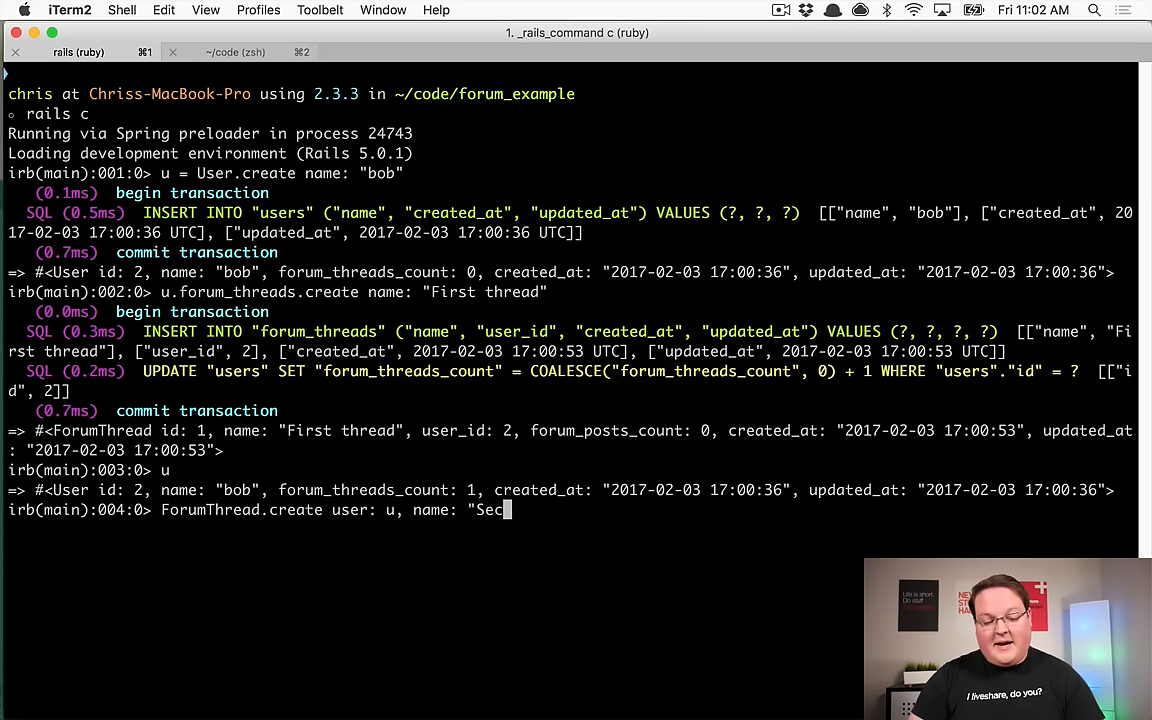 iTerm2 Shell Edit View Profiles Toolbelt Window Help Fri 11:02 AM
1. _rails_command c (ruby)
rails (ruby) ⌘1 ~/code (zsh) ⌘2
chris at Chriss-MacBook-Pro using 2.3.3 in ~/code/forum_example
○ rails c
Running via Spring preloader in process 24743
Loading development environment (Rails 5.0.1)
irb(main):001:0> u = User.create name: "bob"
(0.1ms) begin transaction
SQL (0.5ms) INSERT INTO "users" ("name", "created_at", "updated_at") VALUES (?, ?, ?) [["name", "bob"], ["created_at", 20
17-02-03 17:00:36 UTC], ["updated_at", 2017-02-03 17:00:36 UTC]]
(0.7ms) commit transaction
=> #<User id: 2, name: "bob", forum_threads_count: 0, created_at: "2017-02-03 17:00:36", updated_at: "2017-02-03 17:00:36">
irb(main):002:0> u.forum_threads.create name: "First thread"
(0.0ms) begin transaction
SQL (0.3ms) INSERT INTO "forum_threads" ("name", "user_id", "created_at", "updated_at") VALUES (?, ?, ?, ?) [["name", "Fi
rst thread"], ["user_id", 2], ["created_at", 2017-02-03 17:00:53 UTC], ["updated_at", 2017-02-03 17:00:53 UTC]]
SQL (0.2ms) UPDATE "users" SET "forum_threads_count" = COALESCE("forum_threads_count", 0) + 1 WHERE "users"."id" = ? [["i
d", 2]]
(0.7ms) commit transaction
=> #<ForumThread id: 1, name: "First thread", user_id: 2, forum_posts_count: 0, created_at: "2017-02-03 17:00:53", updated_at
: "2017-02-03 17:00:53">
irb(main):003:0> u
=> #<User id: 2, name: "bob", forum_threads_count: 1, created_at: "2017-02-03 17:00:36", updated_at: "2017-02-03 17:00:36">
irb(main):004:0> ForumThread.create user: u, name: "Sec
Life is short.
Do stuff
I liveshare, do you?